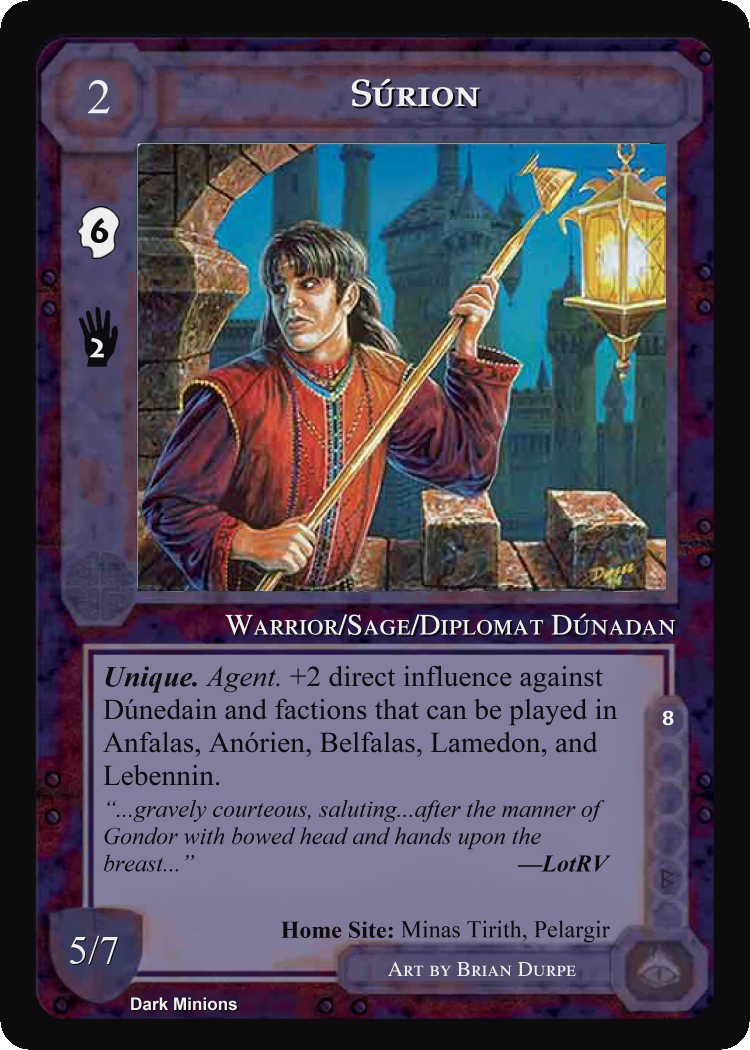 2
SÚRION
6
2
WARRIOR/SAGE/DIPLOMAT DÚNADAN
Unique. Agent. +2 direct influence against
Dúnedain and factions that can be played in
Anfalas, Anórien, Belfalas, Lamedon, and
Lebennin.
8
“...gravely courteous, saluting...after the manner of
Gondor with bowed head and hands upon the
breast...” —LotRV
Home Site: Minas Tirith, Pelargir
5/7
ART BY BRIAN DURPE
Dark Minions